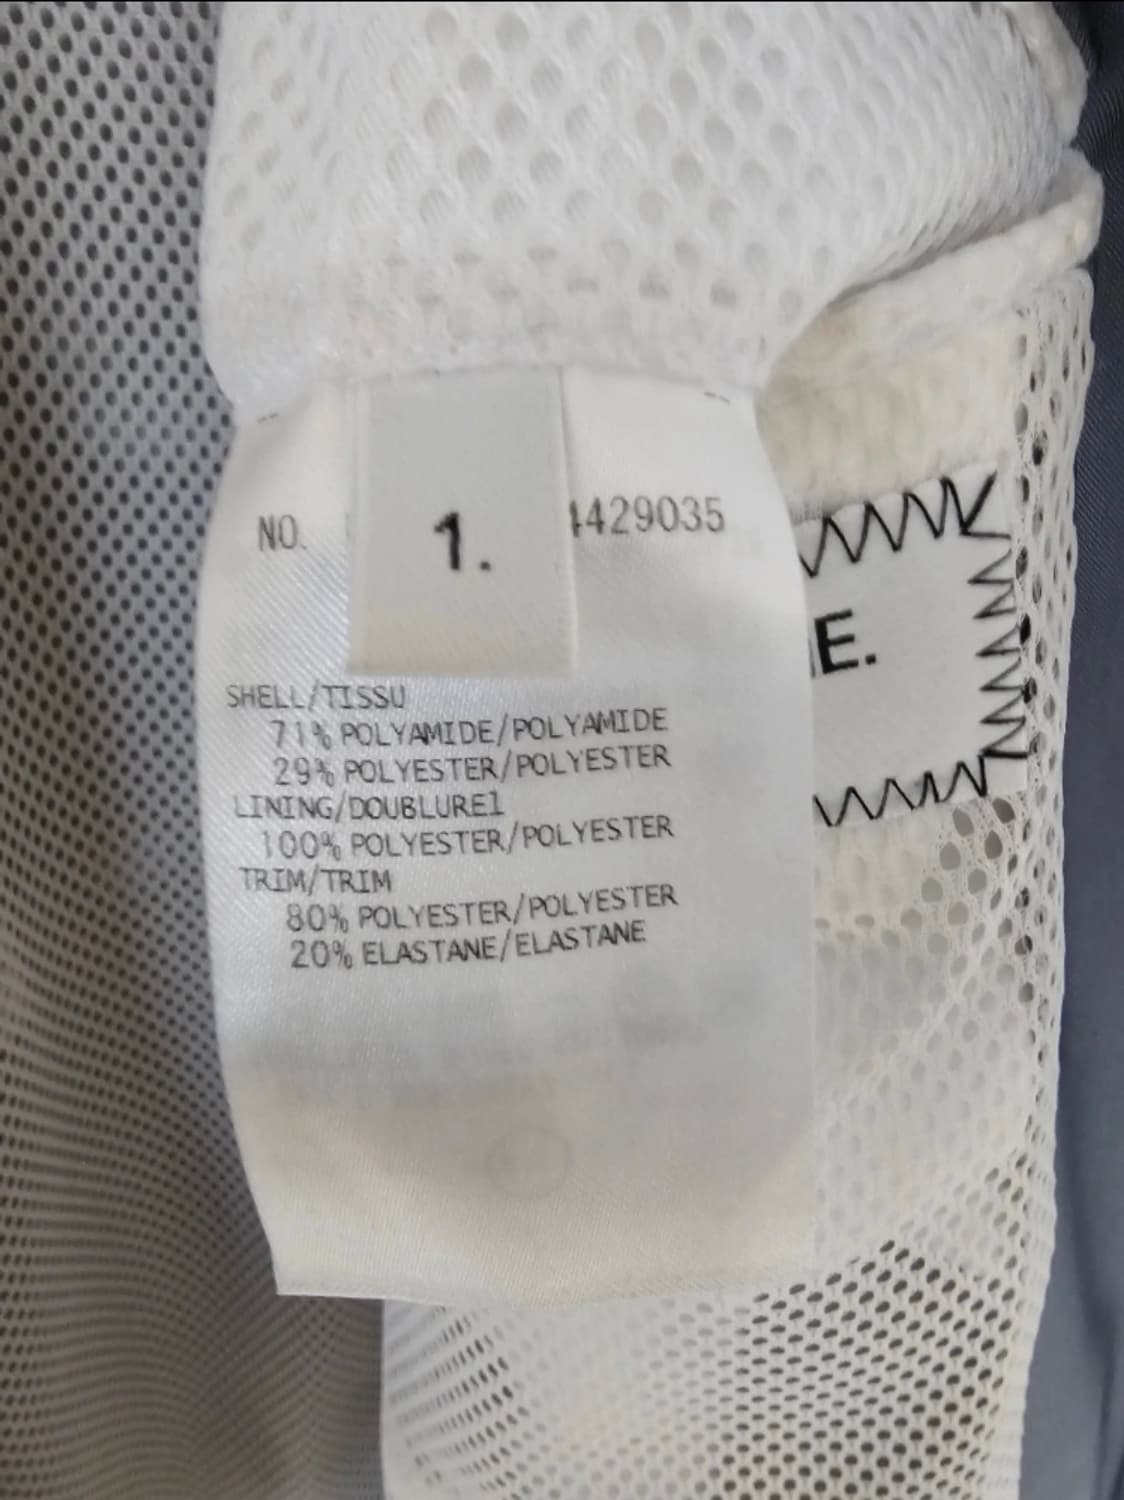 NO.
1.
429035
E.
SHELL/TISSU
71% POLYAMIDE/POLYAMIDE
29% POLYESTER/POLYESTER
LINING/DOUBLURE1
100% POLYESTER/POLYESTER
TRIM/TRIM
80% POLYESTER/POLYESTER
20% ELASTANE/ELASTANE